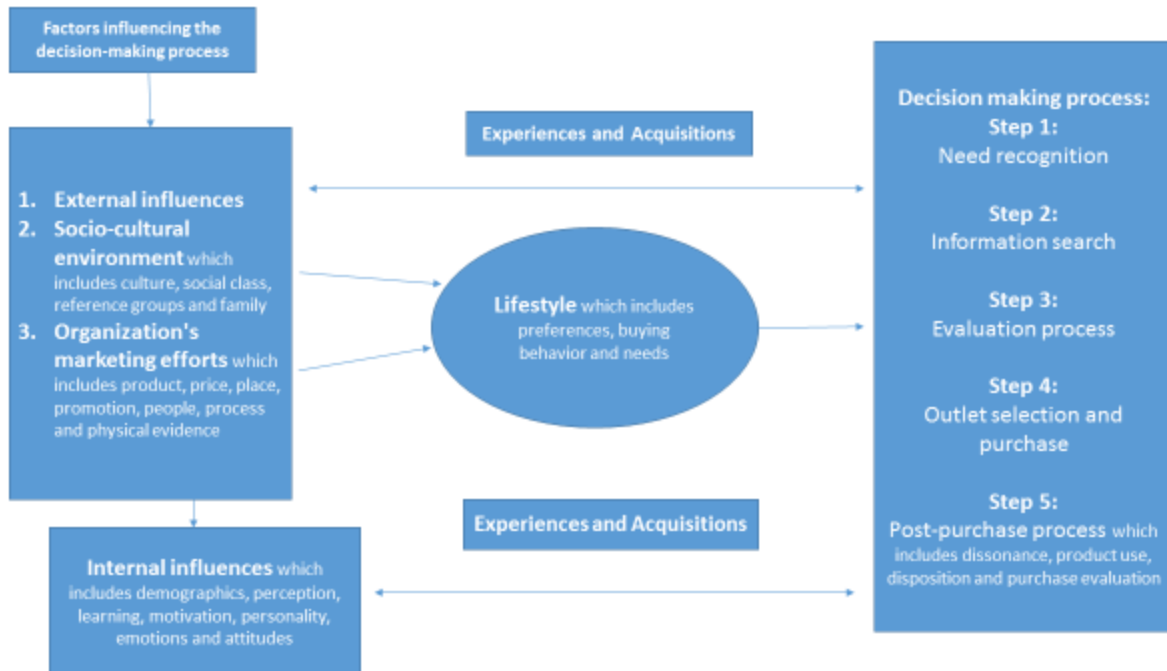 Factors influencing the
decision-making process
1. External influences
2. Socio-cultural
environment which
includes culture, social class,
reference groups and family
3. Organization's
marketing efforts which
includes product, price, place,
promotion, people, process
and physical evidence
Internal influences which
includes demographics, perception,
learning, motivation, personality,
emotions and attitudes
Experiences and Acquisitions
Lifestyle which includes
preferences, buying
behavior and needs
Experiences and Acquisitions
Decision making process:
Step 1:
Need recognition
Step 2:
Information search
Step 3:
Evaluation process
Step 4:
Outlet selection and
purchase
Step 5:
Post-purchase process which
includes dissonance, product use,
disposition and purchase evaluation